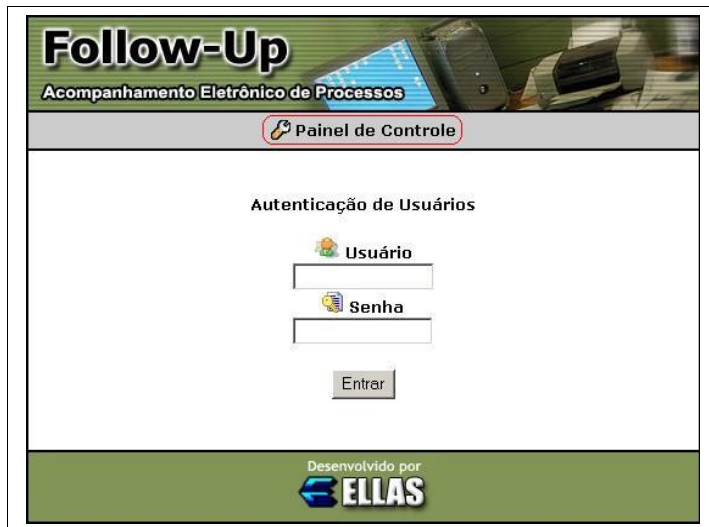 Follow-Up
Acompanhamento Eletrônico de Processos
Painel de Controle
Autenticação de Usuários
Usuário
Senha
Entrar
Desenvolvido por
ELLAS